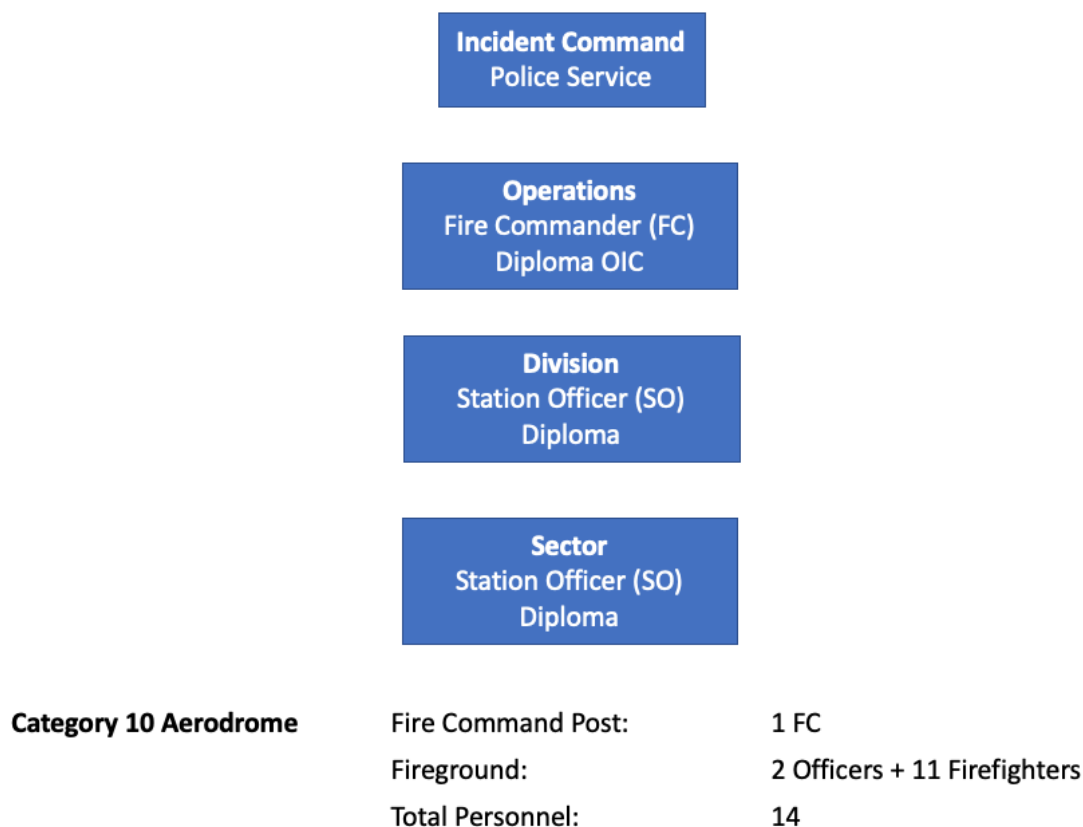 Incident Command
Police Service
Operations
Fire Commander (FC)
Diploma OIC
Division
Station Officer (SO)
Diploma
Sector
Station Officer (SO)
Diploma
Category 10 Aerodrome Fire Command Post: 1 FC
Fireground: 2 Officers + 11 Firefighters
Total Personnel: 14